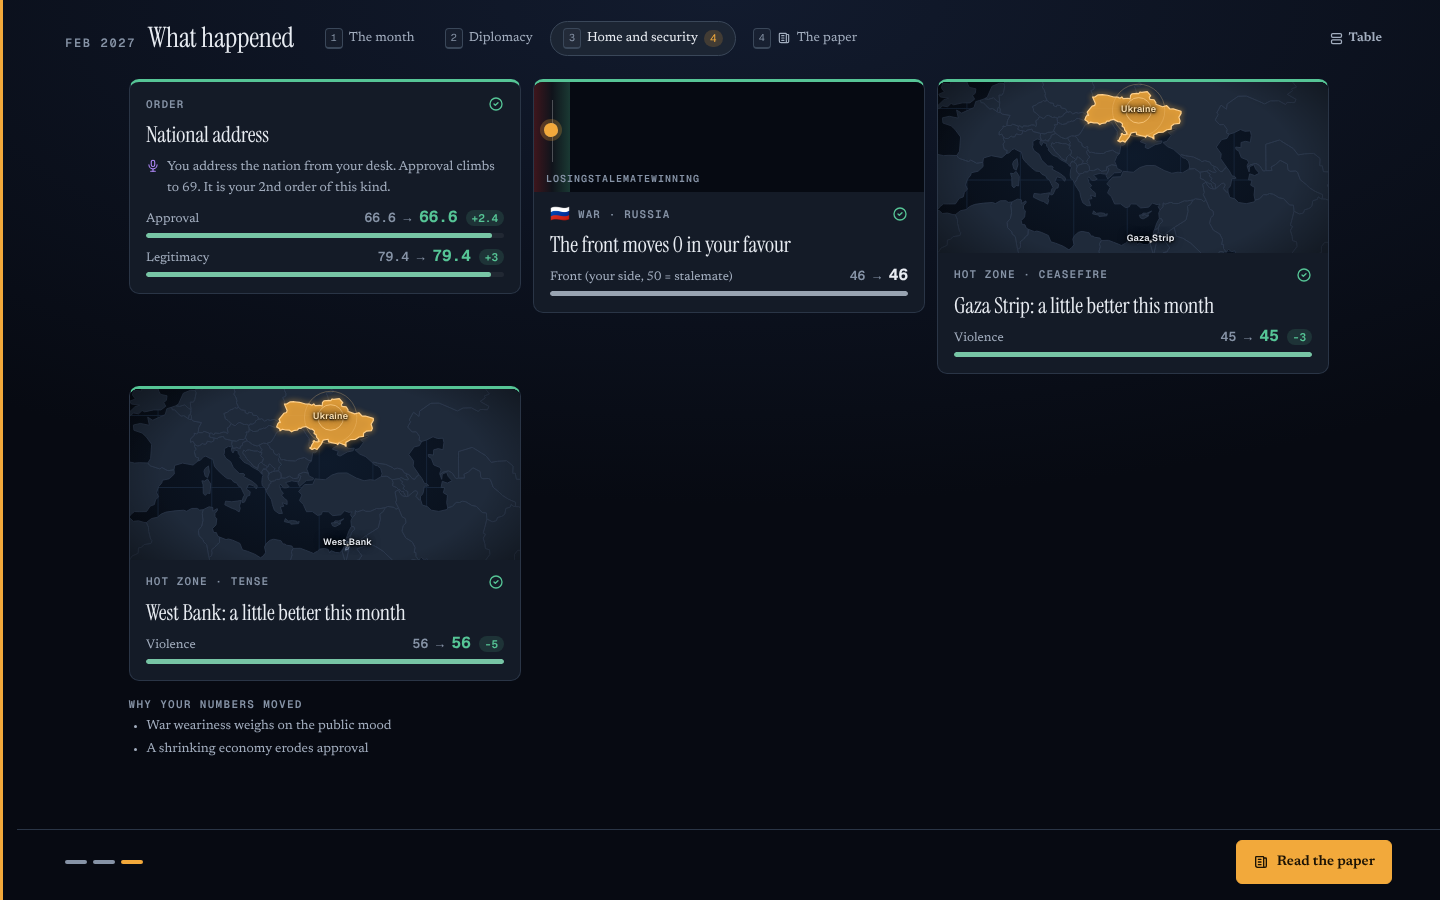 FEB 2027 What happened
1 The month
2 Diplomacy
3 Home and security 4
4 The paper
Table
ORDER
National address
You address the nation from your desk. Approval climbs
to 69. It is your 2nd order of this kind.
Approval 66.6 → 66.6 +2.4
Legitimacy 79.4 → 79.4 +3
LOSINGSTALEMATEWINNING
WAR · RUSSIA
The front moves 0 in your favour
Front (your side, 50 = stalemate) 46 → 46
Ukraine
Gaza Strip
HOT ZONE · CEASEFIRE
Gaza Strip: a little better this month
Violence 45 → 45 -3
Ukraine
West Bank
HOT ZONE · TENSE
West Bank: a little better this month
Violence 56 → 56 -5
WHY YOUR NUMBERS MOVED
• War weariness weighs on the public mood
• A shrinking economy erodes approval
Read the paper